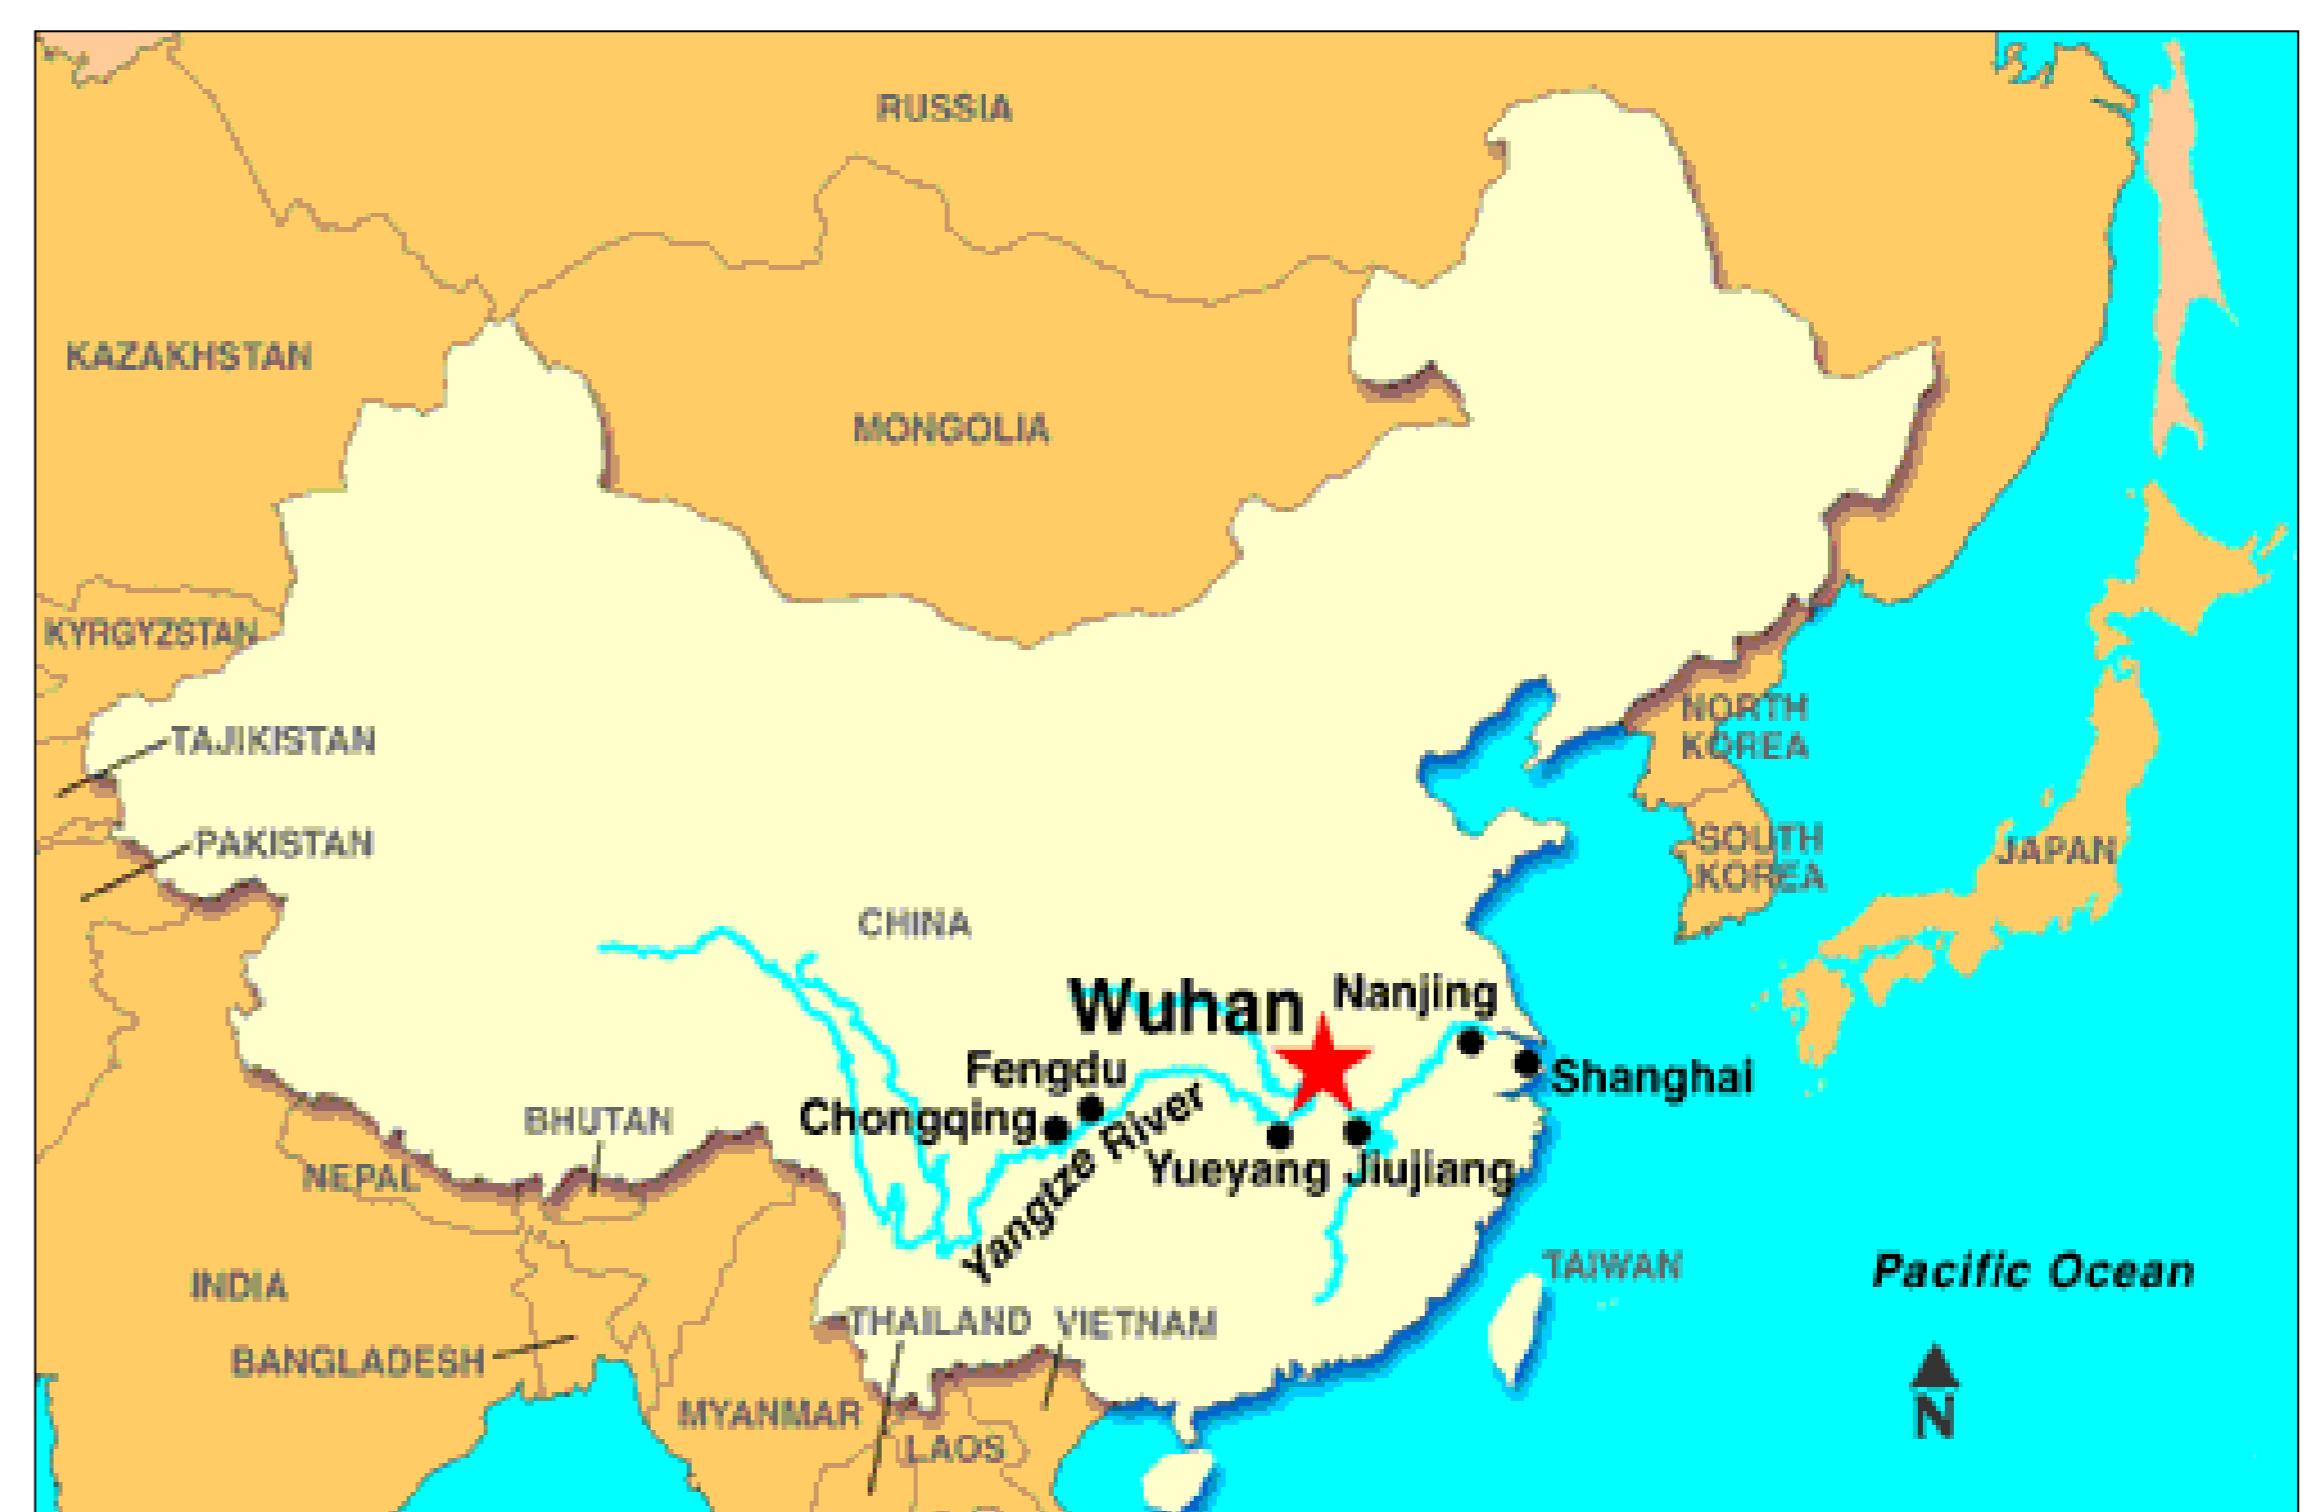 RUSSIA
KAZAKHSTAN
MONGOLIA
KYRGYZSTAN
NORTH
KOREA
TAJIKISTAN
PAKISTAN
SOUTH
KOREA
JAPAN
CHINA
Wuhan
Nanjing
Fengdu
Shanghai
Chongqing
BHUTAN
Yangtze River
Yueyang
Jiujiang
NEPAL
INDIA
TAIWAN
Pacific Ocean
THAILAND
VIETNAM
BANGLADESH
MYANMAR
LAOS
N